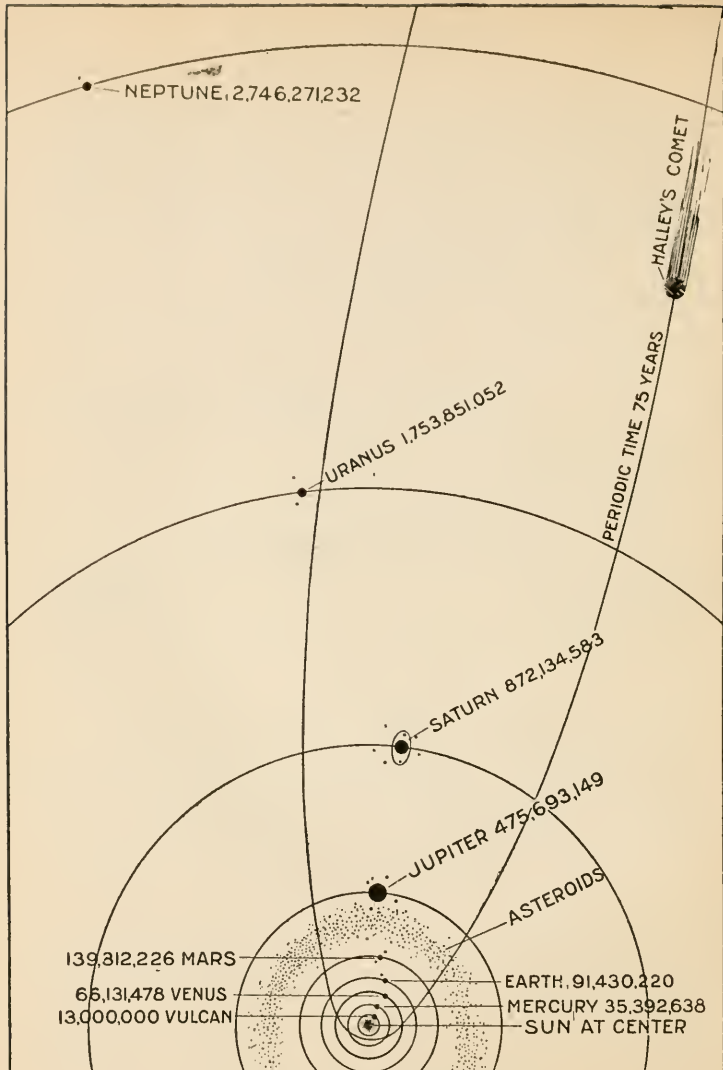 NEPTUNE, 2,746,271,232
HALLEY'S COMET
PERIODIC TIME 75 YEARS
URANUS 1,753,851.052
SATURN 872,134,583
JUPITER 475,693,149
ASTEROIDS
139,812,226 MARS
EARTH, 91,430,220
66,131,478 VENUS
MERCURY 35,392,638
13,000,000 VULCAN
SUN AT CENTER